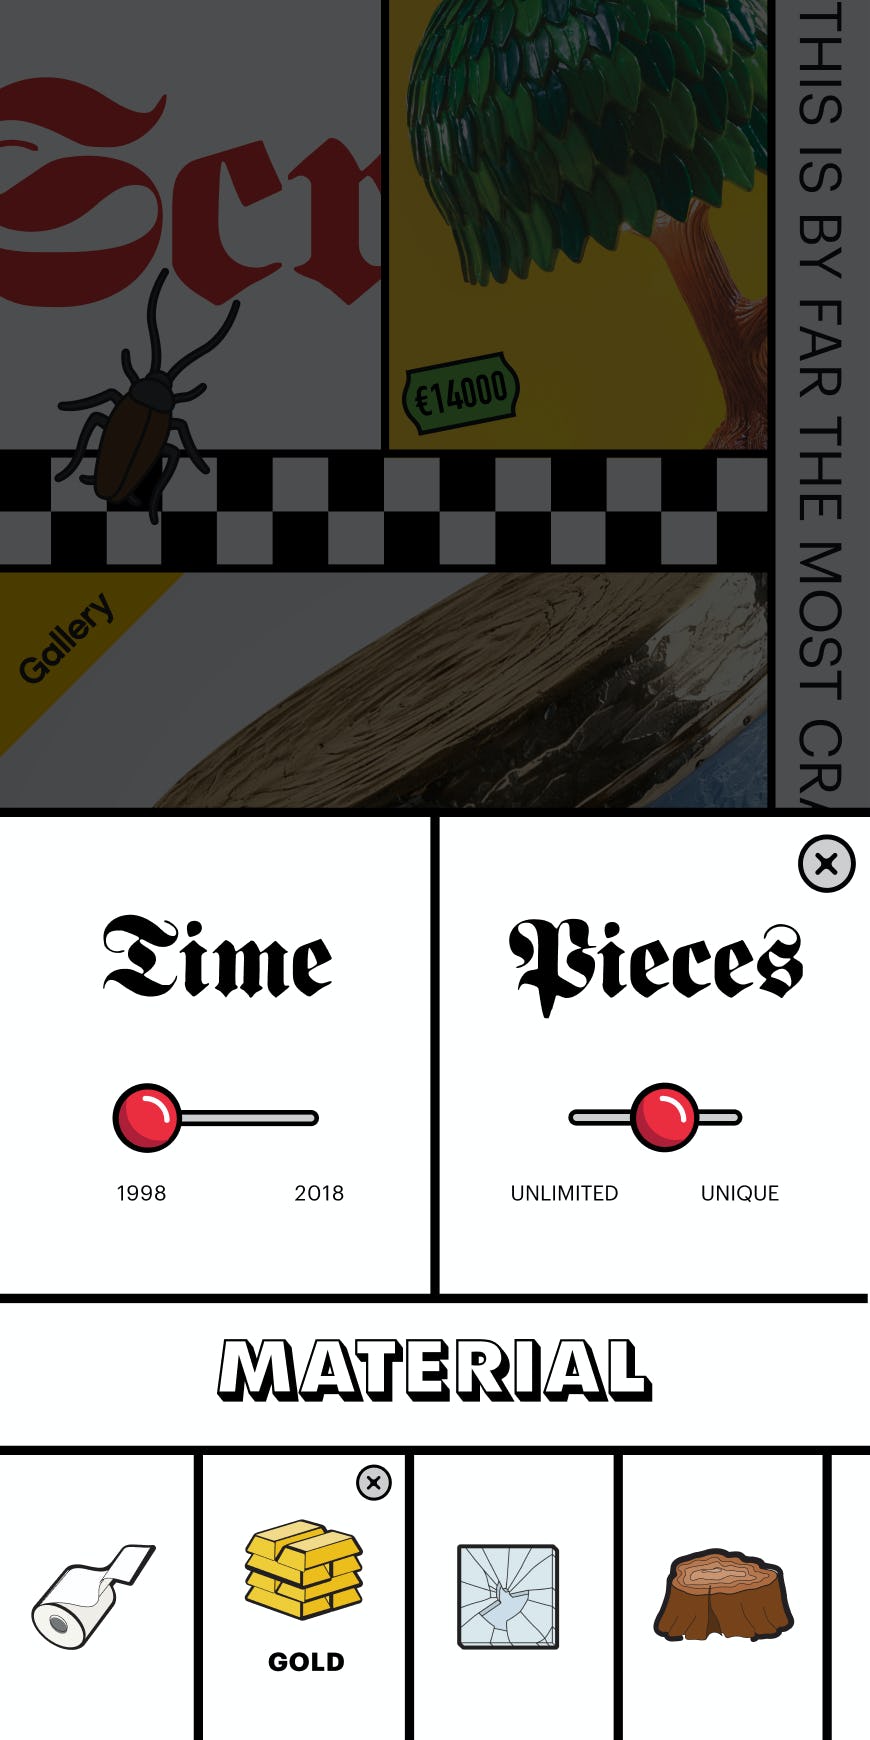 Scr
€14000
THIS IS BY FAR THE MOST CRA
Gallery
Time
Pieces
1998
2018
UNLIMITED
UNIQUE
MATERIAL
GOLD